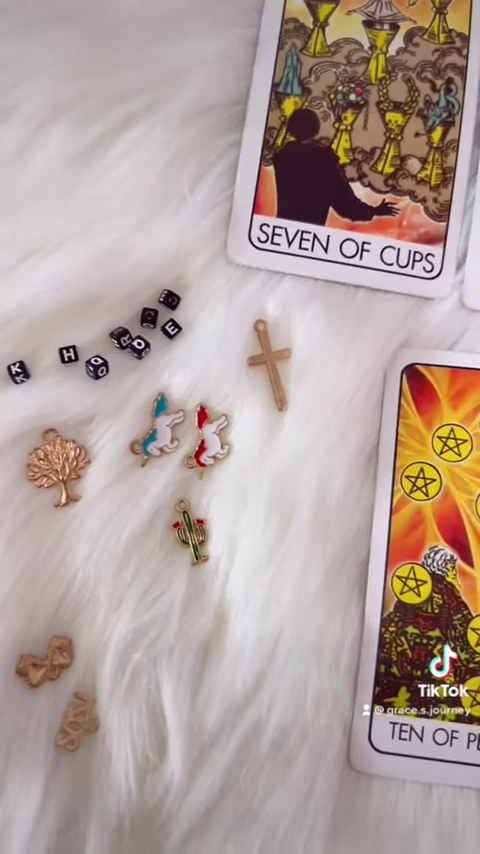 SEVEN OF CUPS
K
H
Q
R
O
E
TikTok
@ grace.s.journey
TEN OF PE